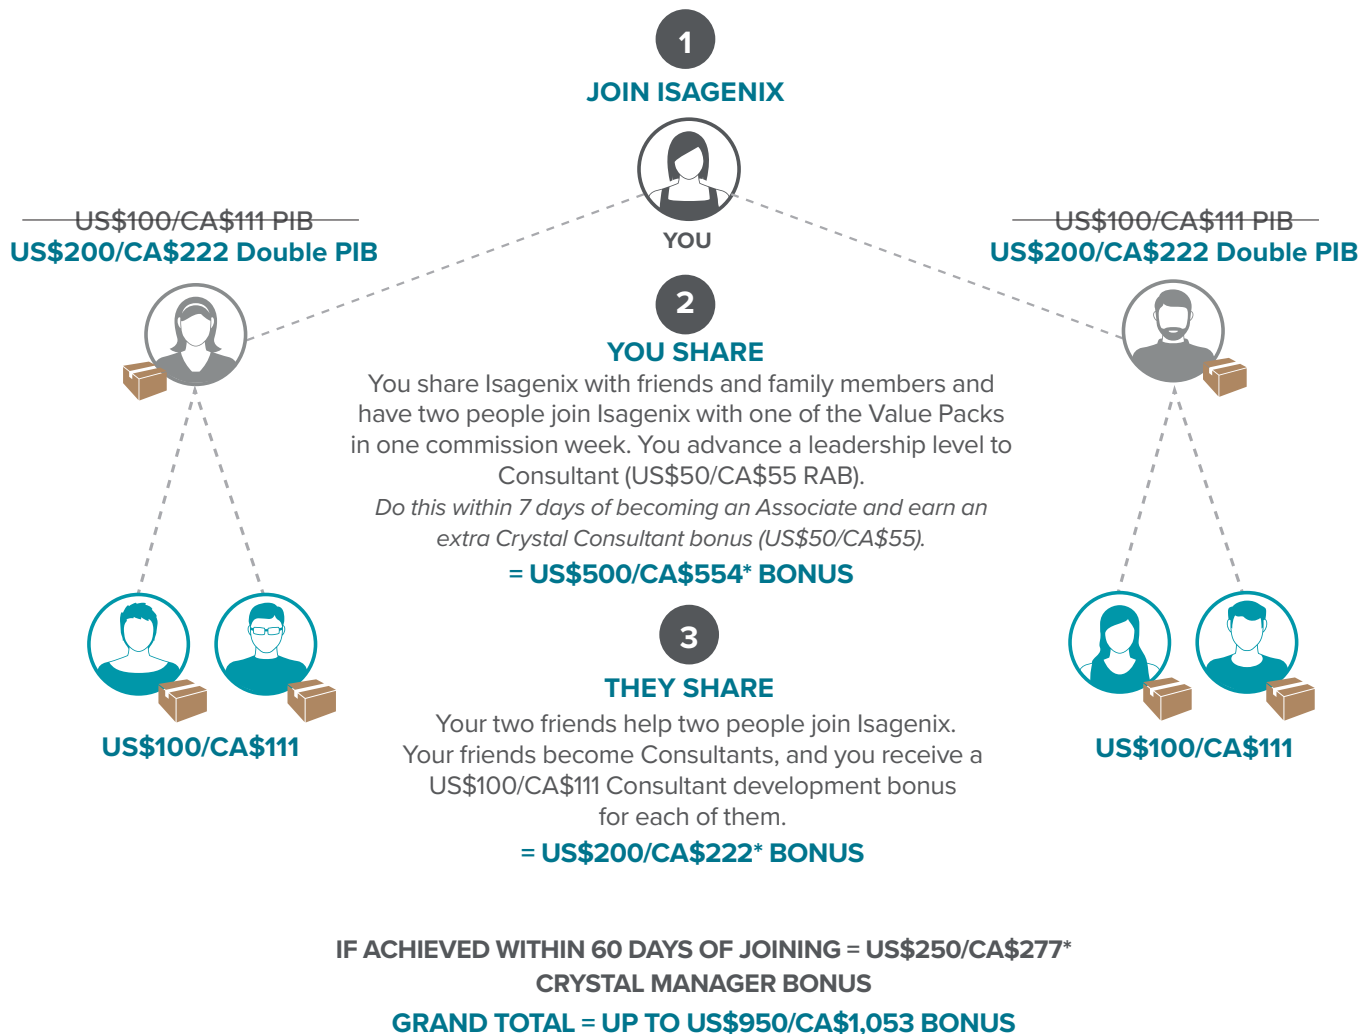 1
JOIN ISAGENIX
YOU
US$100/CA$111 PIB
US$200/CA$222 Double PIB
US$100/CA$111 PIB
US$200/CA$222 Double PIB
2
YOU SHARE
You share Isagenix with friends and family members and
have two people join Isagenix with one of the Value Packs
in one commission week. You advance a leadership level to
Consultant (US$50/CA$55 RAB).
Do this within 7 days of becoming an Associate and earn an
extra Crystal Consultant bonus (US$50/CA$55).
= US$500/CA$554* BONUS
3
THEY SHARE
Your two friends help two people join Isagenix.
Your friends become Consultants, and you receive a
US$100/CA$111 Consultant development bonus
for each of them.
= US$200/CA$222* BONUS
US$100/CA$111
US$100/CA$111
IF ACHIEVED WITHIN 60 DAYS OF JOINING = US$250/CA$277*
CRYSTAL MANAGER BONUS
GRAND TOTAL = UP TO US$950/CA$1,053 BONUS